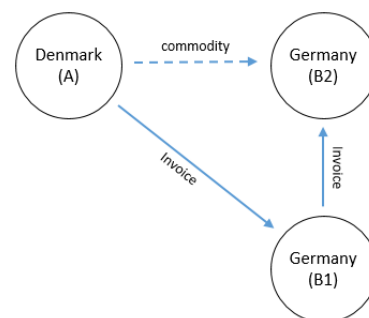 Denmark
(A)
commodity
Germany
(B2)
Invoice
Invoice
Germany
(B1)